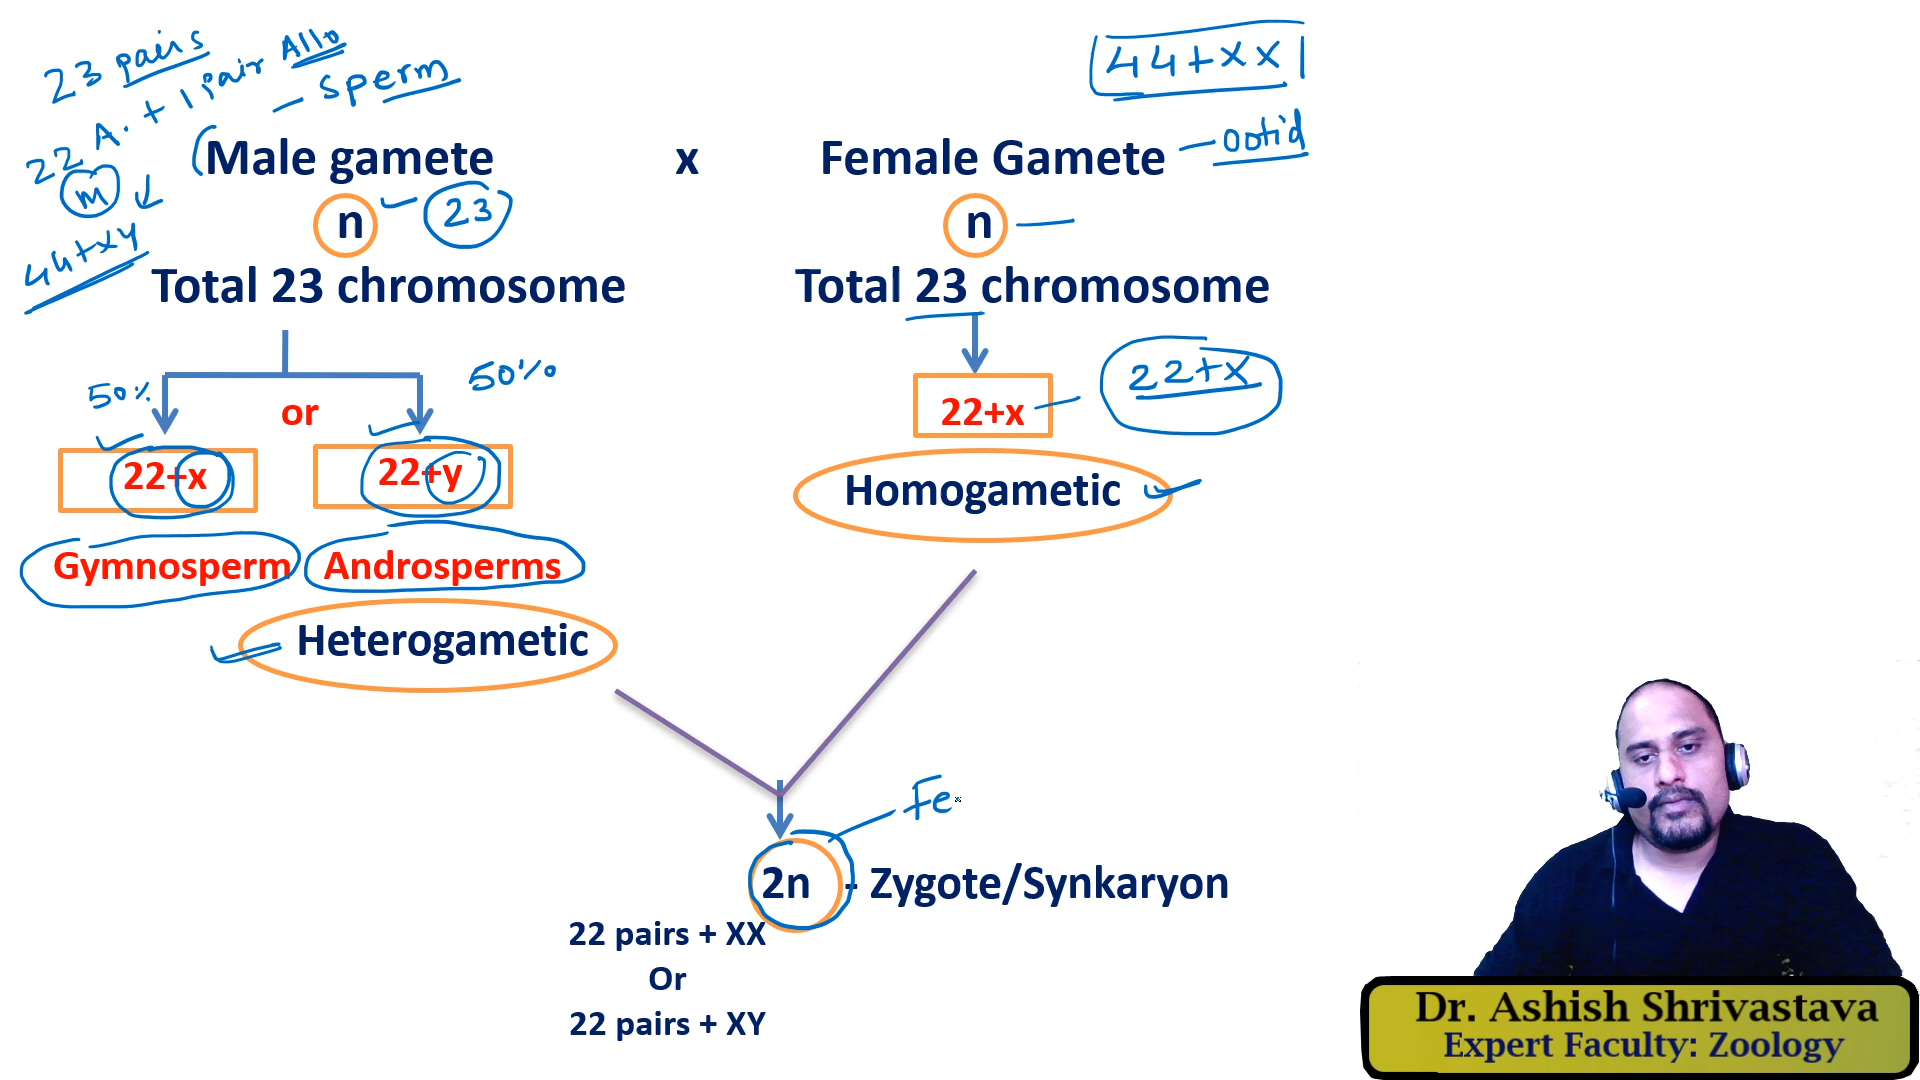 23 pairs
22 A. + 1 pair Allo
m
44+xy
- sperm
44+xx
Male gamete x Female Gamete - ootid
n 23 n
Total 23 chromosome Total 23 chromosome
50% or 50%
22+x 22+y 22+x 22+x
Gymnosperm Androsperms Homogametic
Heterogametic
Fe
2n - Zygote/Synkaryon
22 pairs + XX
Or
22 pairs + XY
Dr. Ashish Shrivastava
Expert Faculty: Zoology